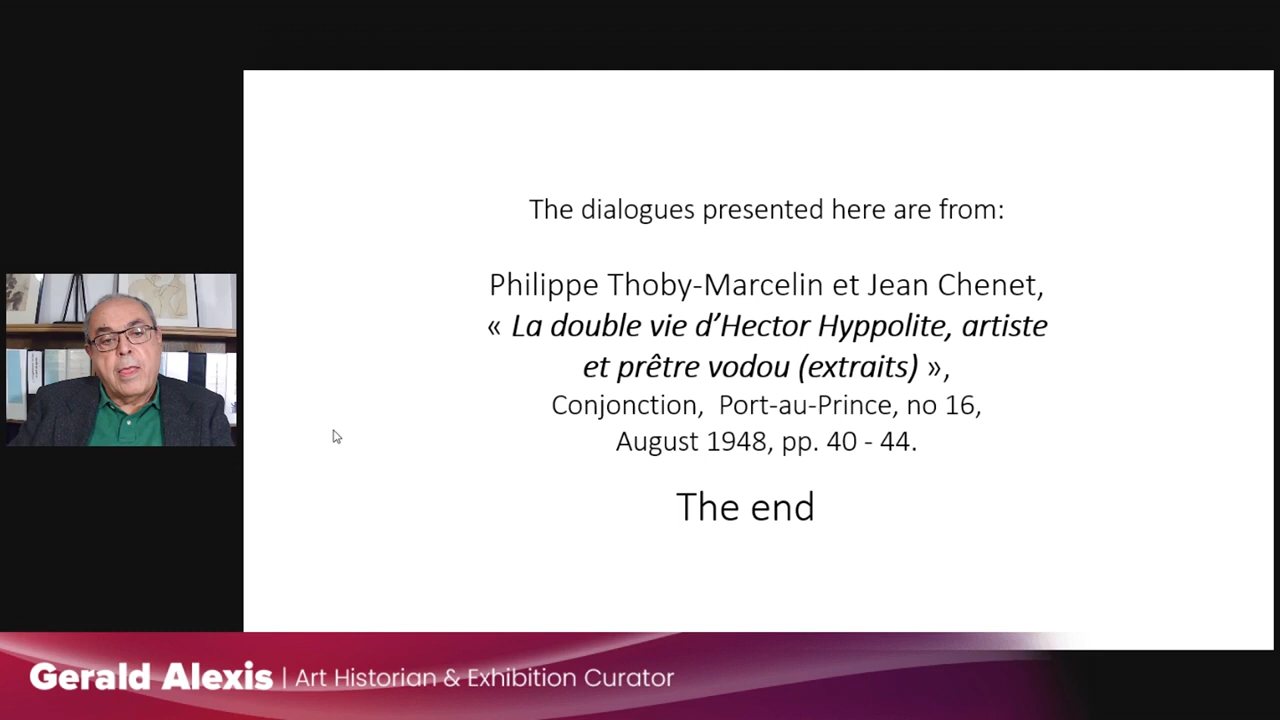 The dialogues presented here are from:
Philippe Thoby-Marcelin et Jean Chenet,
« La double vie d’Hector Hyppolite, artiste
et prêtre vodou (extraits) »,
Conjonction, Port-au-Prince, no 16,
August 1948, pp. 40 - 44.
The end
Gerald Alexis | Art Historian & Exhibition Curator